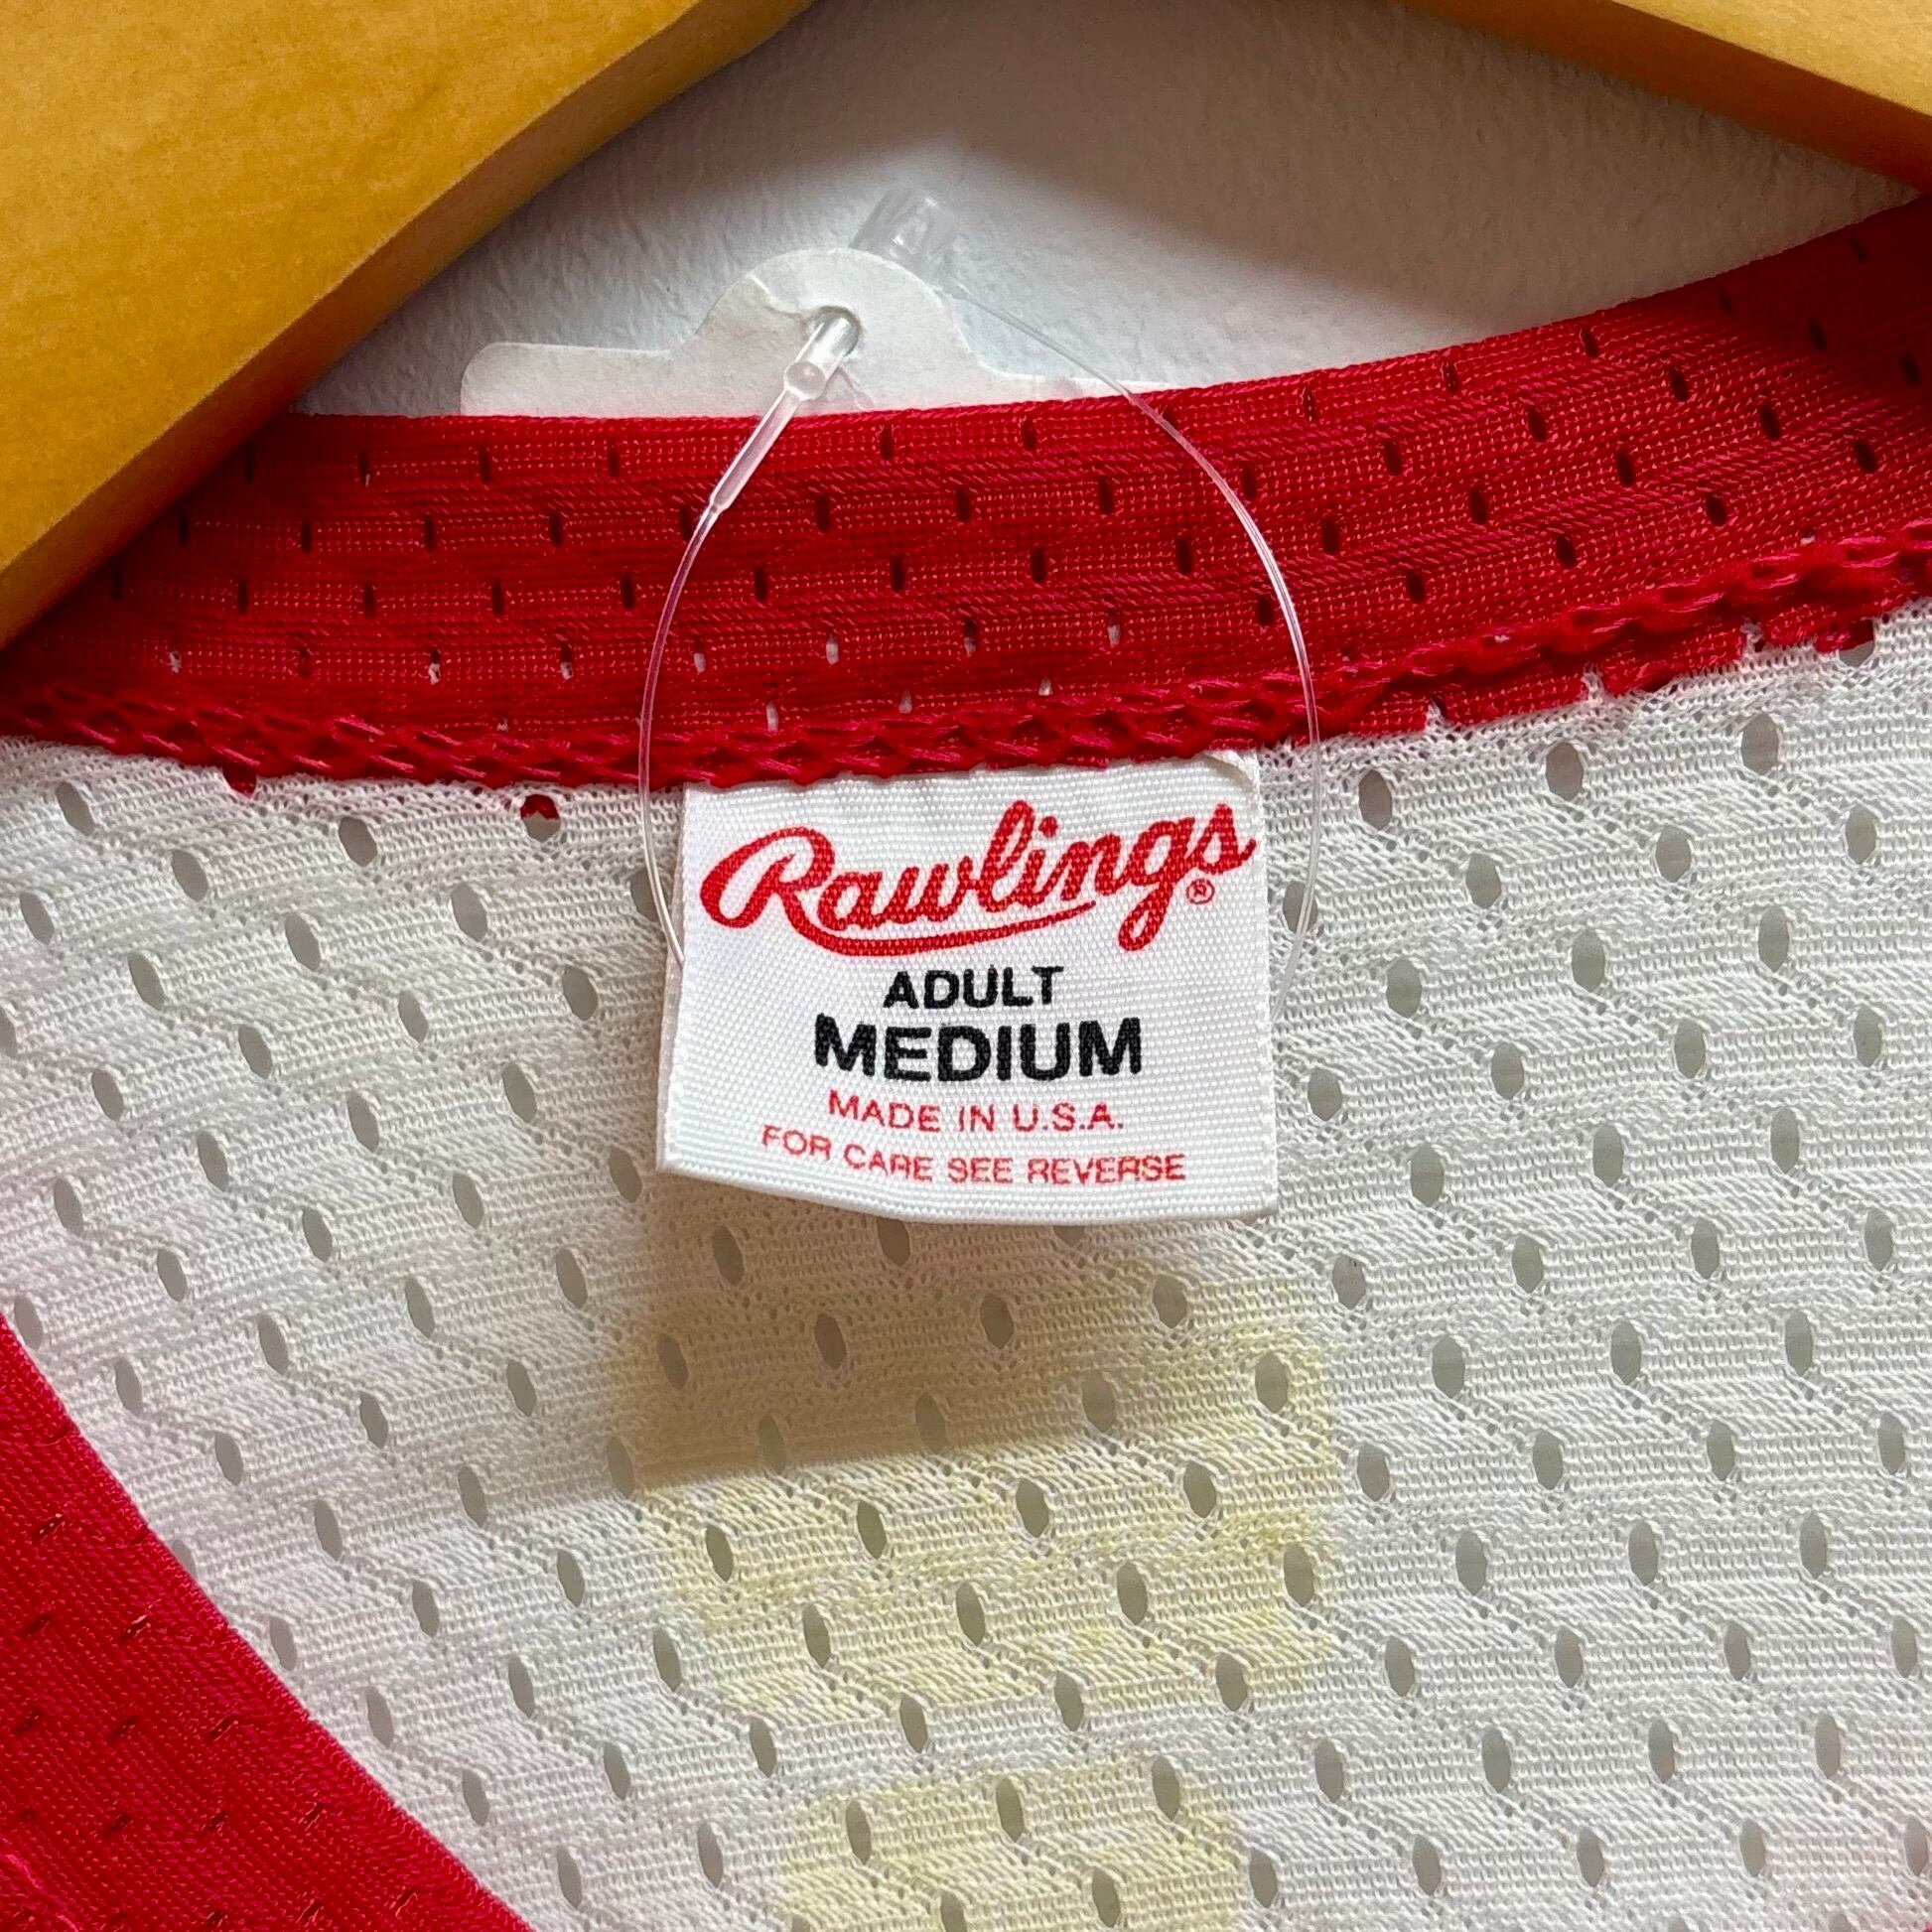 Rawlings®
ADULT
MEDIUM
MADE IN U.S.A.
FOR CARE SEE REVERSE